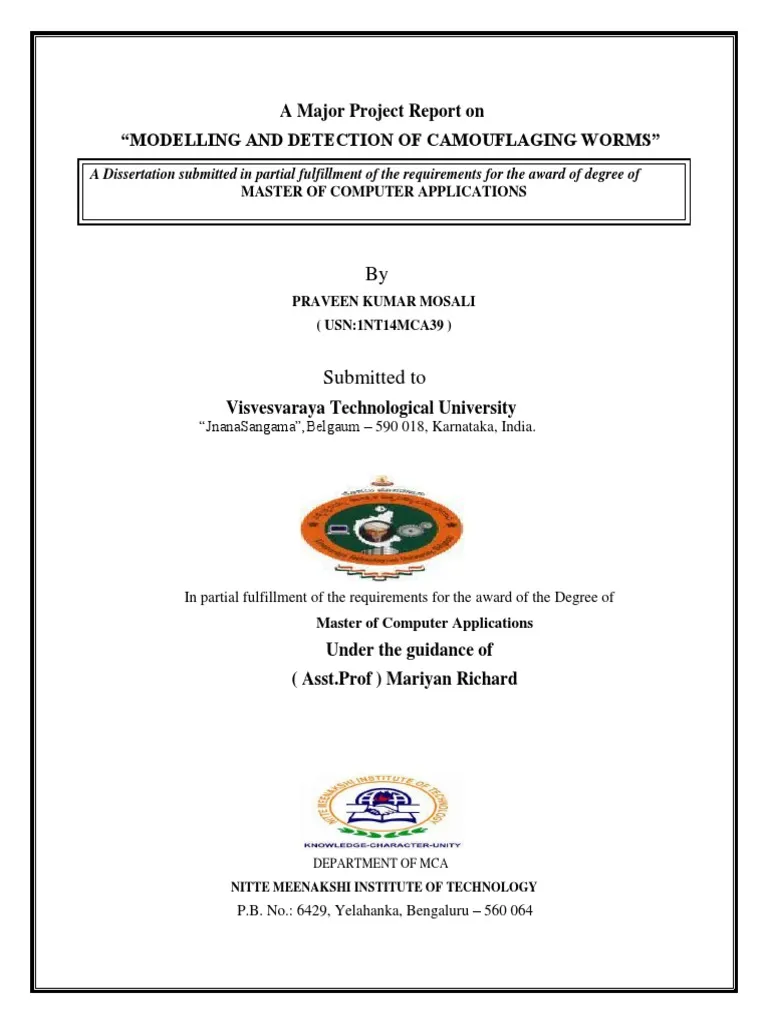 A Major Project Report on
“MODELLING AND DETECTION OF CAMOUFLAGING WORMS”
A Dissertation submitted in partial fulfillment of the requirements for the award of degree of
MASTER OF COMPUTER APPLICATIONS
By
PRAVEEN KUMAR MOSALI
( USN:1NT14MCA39 )
Submitted to
Visvesvaraya Technological University
“JnanaSangama”, Belgaum – 590 018, Karnataka, India.
In partial fulfillment of the requirements for the award of the Degree of
Master of Computer Applications
Under the guidance of
( Asst.Prof ) Mariyan Richard
NITTE MEENAKSHI INSTITUTE OF TECHNOLOGY
KNOWLEDGE-CHARACTER-UNITY
DEPARTMENT OF MCA
NITTE MEENAKSHI INSTITUTE OF TECHNOLOGY
P.B. No.: 6429, Yelahanka, Bengaluru – 560 064